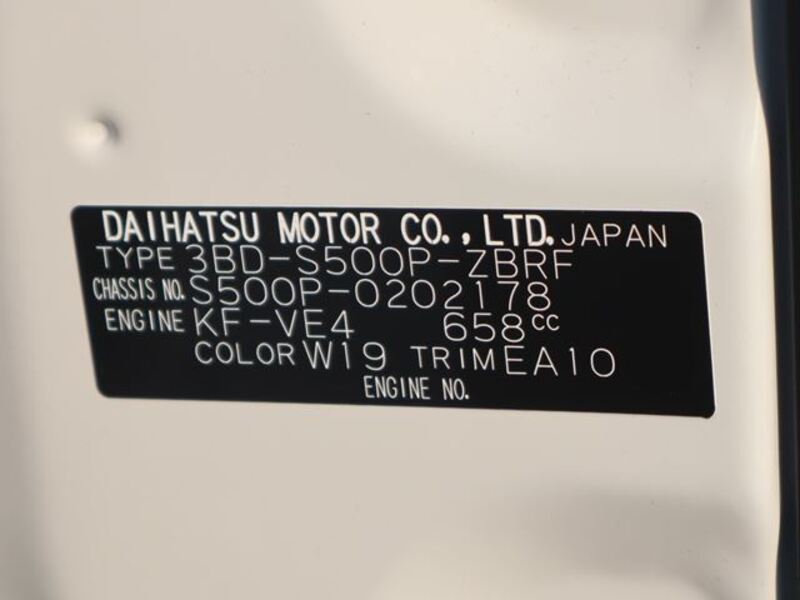 DAIHATSU MOTOR CO., LTD. JAPAN
TYPE 3BD-S500P-ZBRF
CHASSIS NO. S500P-0202178
ENGINE KF-VE4 658cc
COLOR W19 TRIM EA10
ENGINE NO.